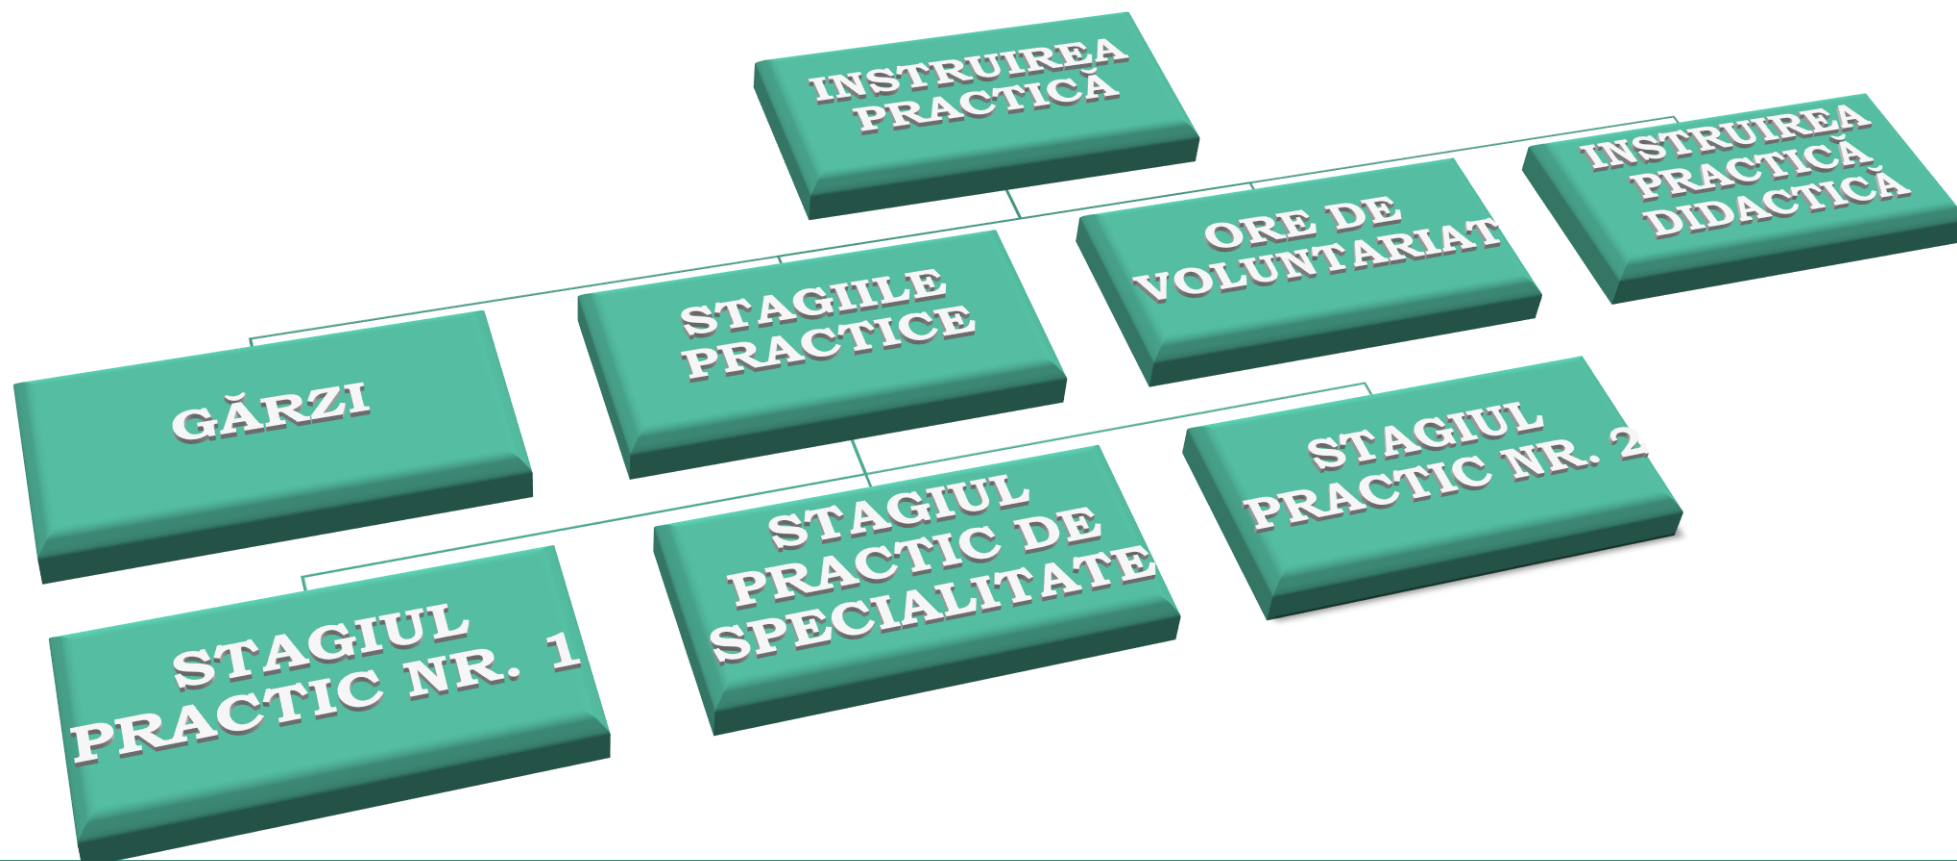 INSTRUIREA
PRACTICĂ
GĂRZI
STAGIILE
PRACTICE
ORE DE
VOLUNTARIAT
INSTRUIREA
PRACTICĂ
DIDACTICĂ
STAGIUL
PRACTIC NR. 1
STAGIUL
PRACTIC DE
SPECIALITATE
STAGIUL
PRACTIC NR. 2